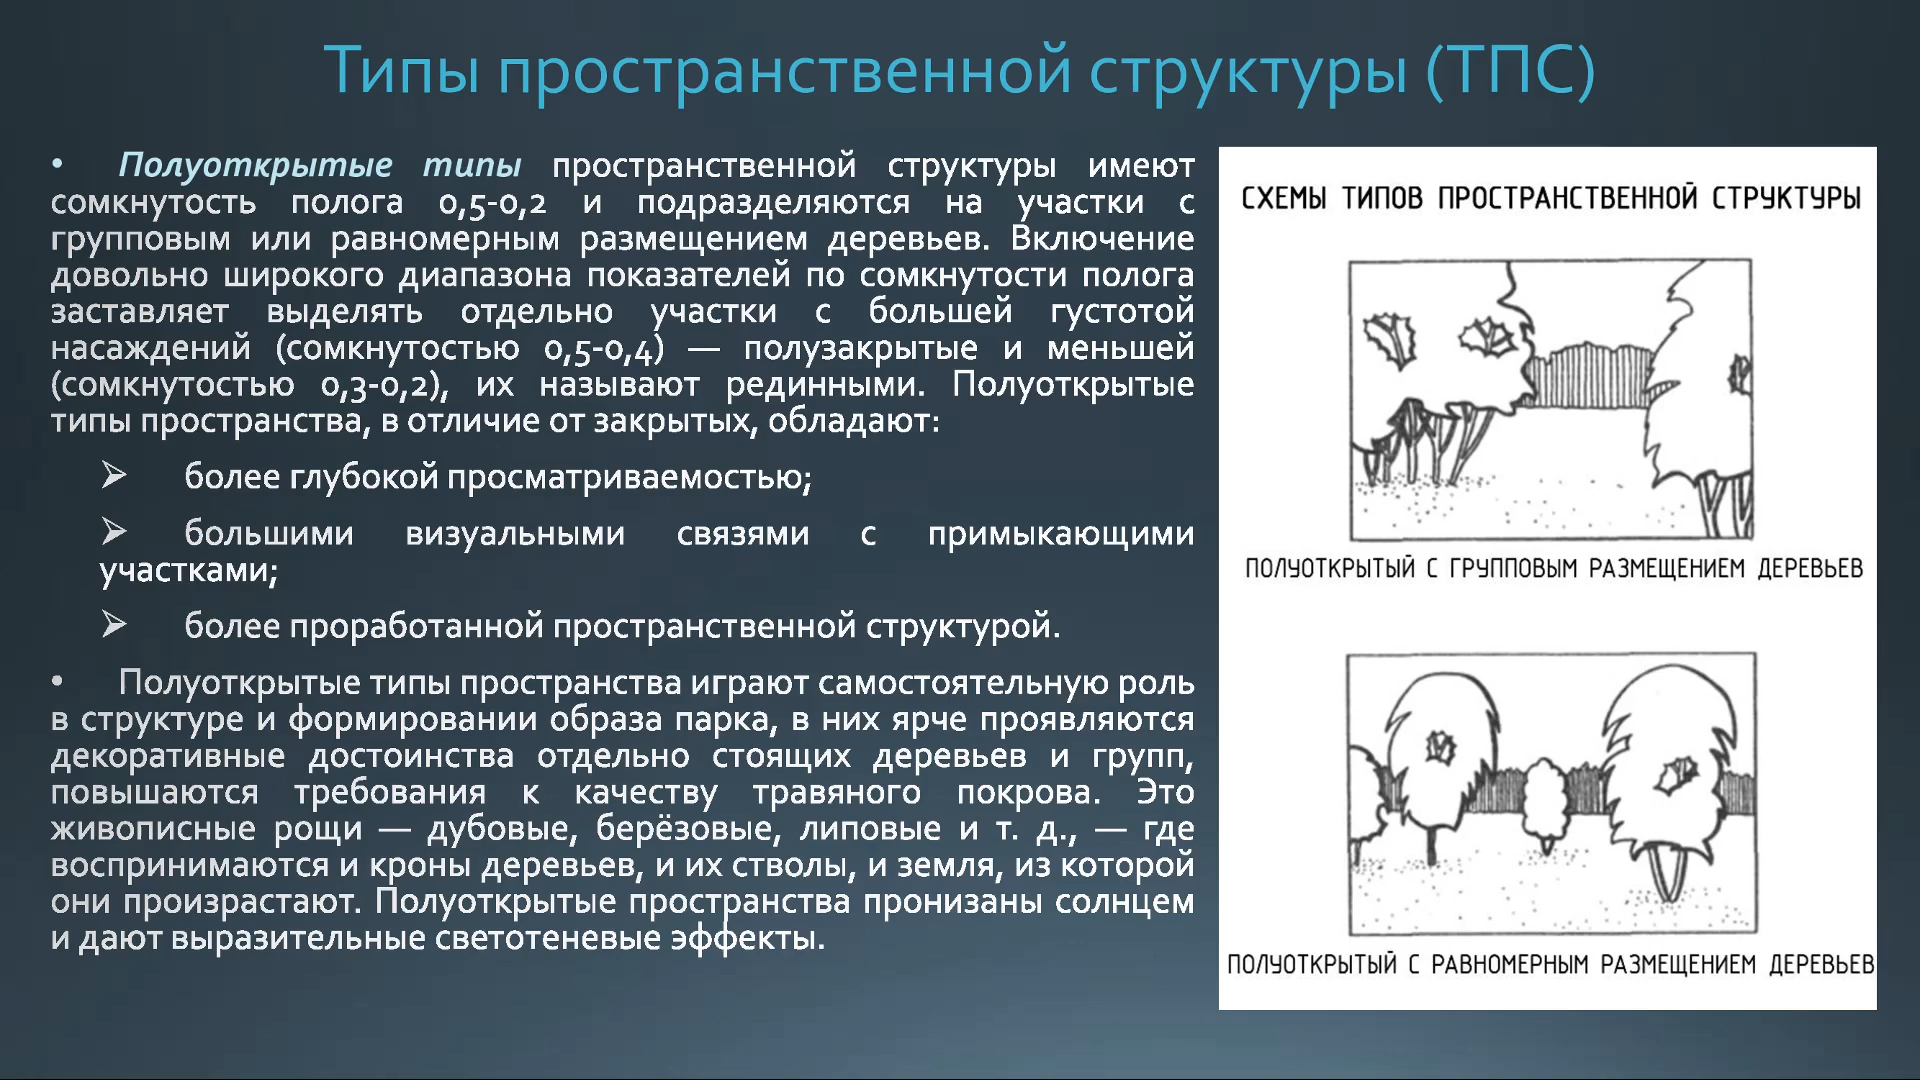 Типы пространственной структуры (ТПС)
• Полуоткрытые типы пространственной структуры имеют
сомкнутость полога 0,5-0,2 и подразделяются на участки с
групповым или равномерным размещением деревьев. Включение
довольно широкого диапазона показателей по сомкнутости полога
заставляет выделять отдельно участки с большей густотой
насаждений (сомкнутостью 0,5-0,4) — полузакрытые и меньшей
(сомкнутостью 0,3-0,2), их называют рединными. Полуоткрытые
типы пространства, в отличие от закрытых, обладают:
➢ более глубокой просматриваемостью;
➢ большими визуальными связями с примыкающими
участками;
➢ более проработанной пространственной структурой.
• Полуоткрытые типы пространства играют самостоятельную роль
в структуре и формировании образа парка, в них ярче проявляются
декоративные достоинства отдельно стоящих деревьев и групп,
повышаются требования к качеству травяного покрова. Это
живописные рощи — дубовые, берёзовые, липовые и т. д., — где
воспринимаются и кроны деревьев, и их стволы, и земля, из которой
они произрастают. Полуоткрытые пространства пронизаны солнцем
и дают выразительные светотеневые эффекты.
СХЕМЫ ТИПОВ ПРОСТРАНСТВЕННОЙ СТРУКТУРЫ
ПОЛУОТКРЫТЫЙ С ГРУППОВЫМ РАЗМЕЩЕНИЕМ ДЕРЕВЬЕВ
ПОЛУОТКРЫТЫЙ С РАВНОМЕРНЫМ РАЗМЕЩЕНИЕМ ДЕРЕВЬЕВ